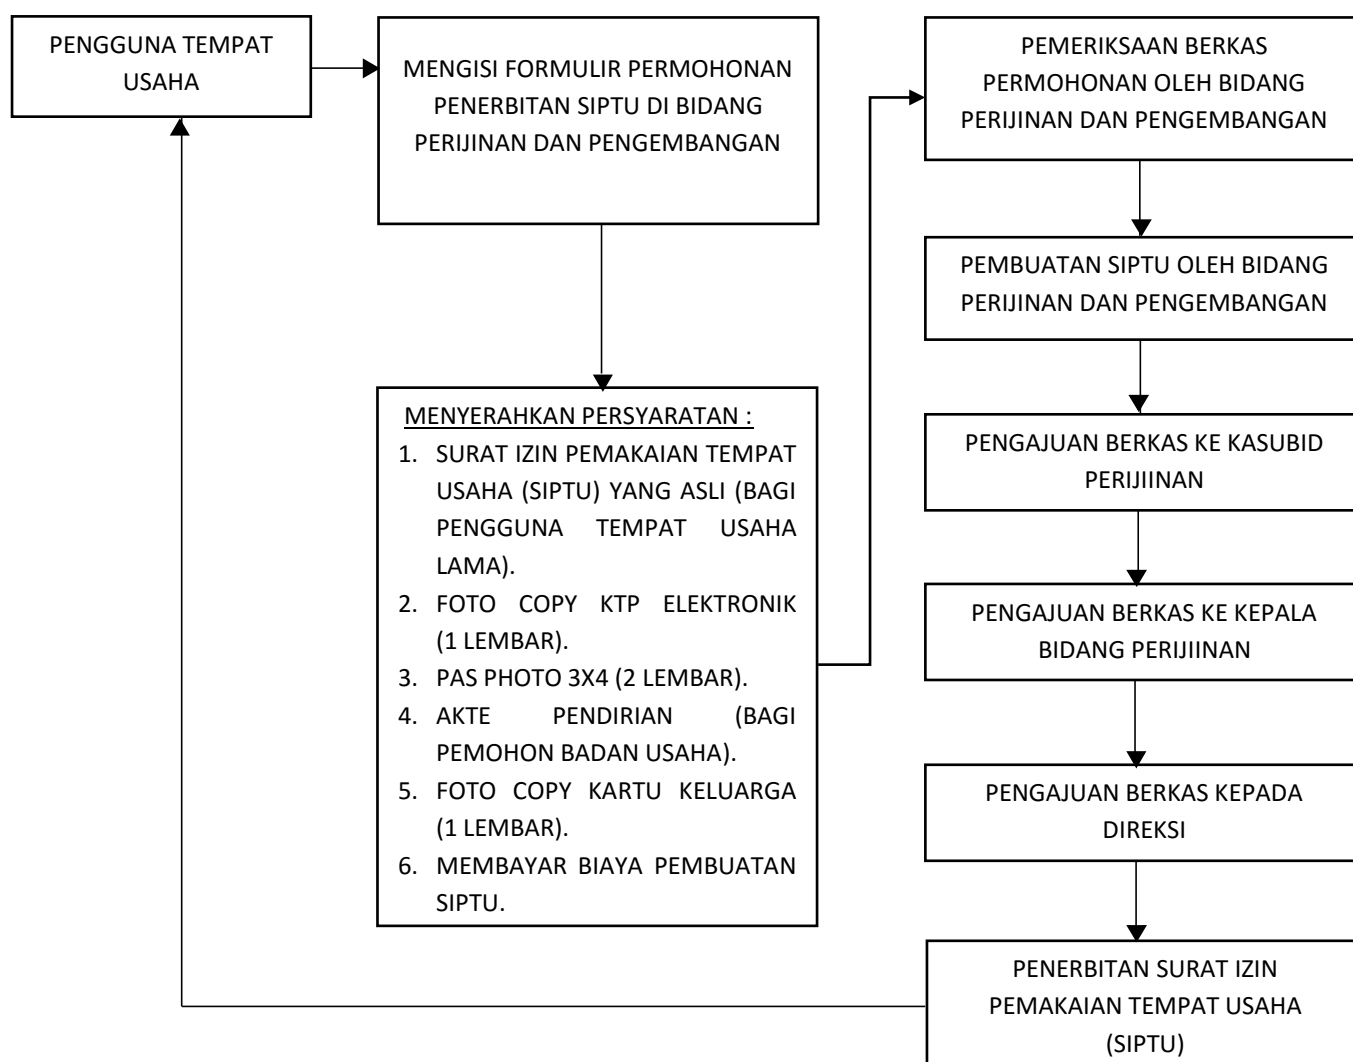 PENGGUNA TEMPAT
USAHA
MENGISI FORMULIR PERMOHONAN
PENERBITAN SIPTU DI BIDANG
PERIJINAN DAN PENGEMBANGAN
MENYERAHKAN PERSYARATAN :
1. SURAT IZIN PEMAKAIAN TEMPAT
USAHA (SIPTU) YANG ASLI (BAGI
PENGGUNA TEMPAT USAHA
LAMA).
2. FOTO COPY KTP ELEKTRONIK
(1 LEMBAR).
3. PAS PHOTO 3X4 (2 LEMBAR).
4. AKTE PENDIRIAN (BAGI
PEMOHON BADAN USAHA).
5. FOTO COPY KARTU KELUARGA
(1 LEMBAR).
6. MEMBAYAR BIAYA PEMBUATAN
SIPTU.
PEMERIKSAAN BERKAS
PERMOHONAN OLEH BIDANG
PERIJINAN DAN PENGEMBANGAN
PEMBUATAN SIPTU OLEH BIDANG
PERIJINAN DAN PENGEMBANGAN
PENGAJUAN BERKAS KE KASUBID
PERIJIINAN
PENGAJUAN BERKAS KE KEPALA
BIDANG PERIJIINAN
PENGAJUAN BERKAS KEPADA
DIREKSI
PENERBITAN SURAT IZIN
PEMAKAIAN TEMPAT USAHA
(SIPTU)